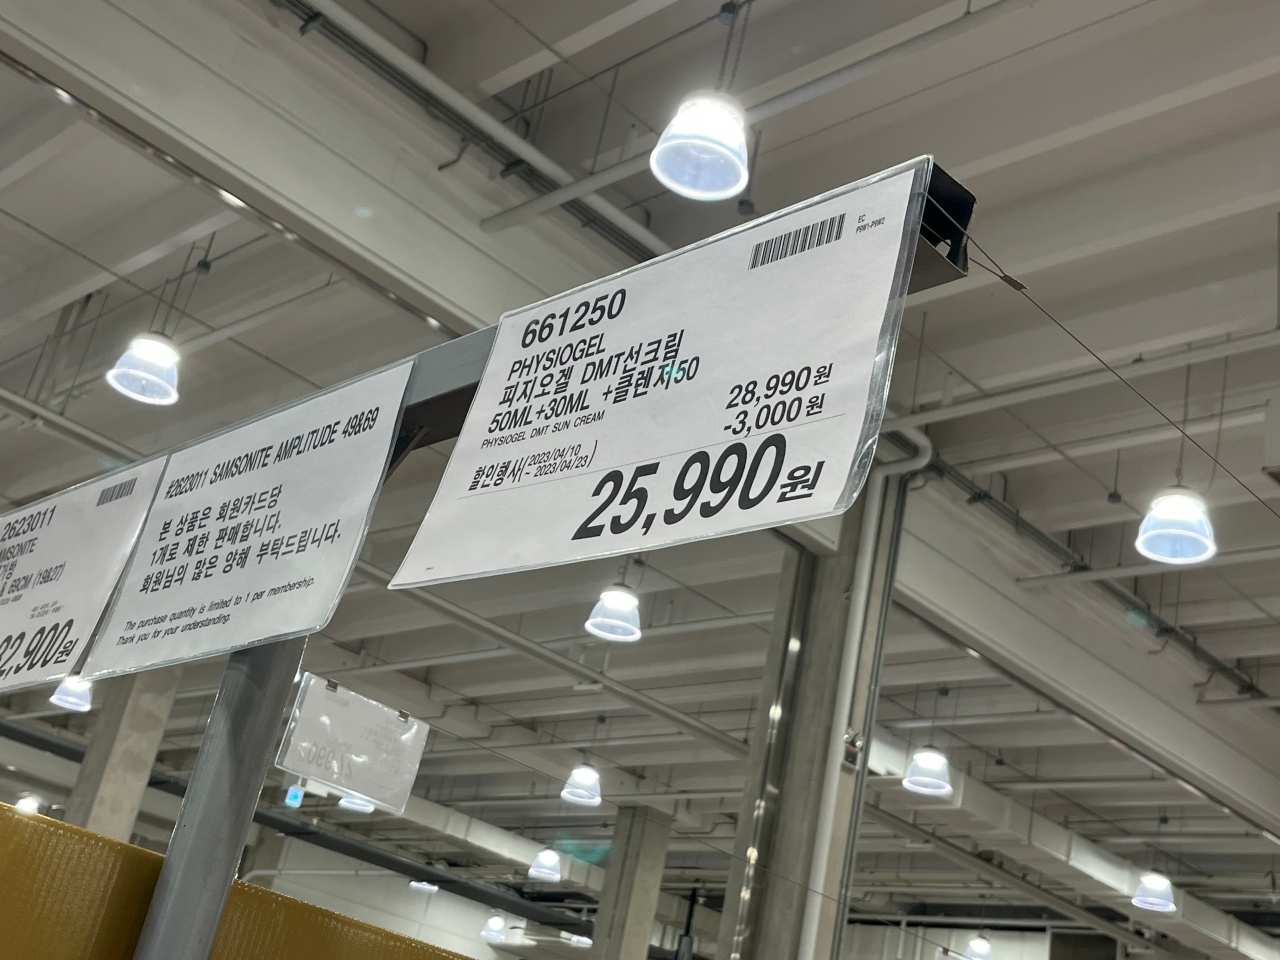 2623011
#2623011 SAMSONITE AMPLITUDE 49&69
본 상품은 회원카드당
1개로 제한 판매합니다.
회원님의 많은 양해 부탁드립니다.
The purchase quantity is limited to 1 per membership.
Thank you for your understanding.
EC
661250
PHYSIOGEL
피지오겔 DMT선크림
50ML+30ML +클렌저50
PHYSIOGEL DMT SUN CREAM
28,990원
-3,000원
할인행사(2023/04/10
~ 2023/04/23)
25,990원